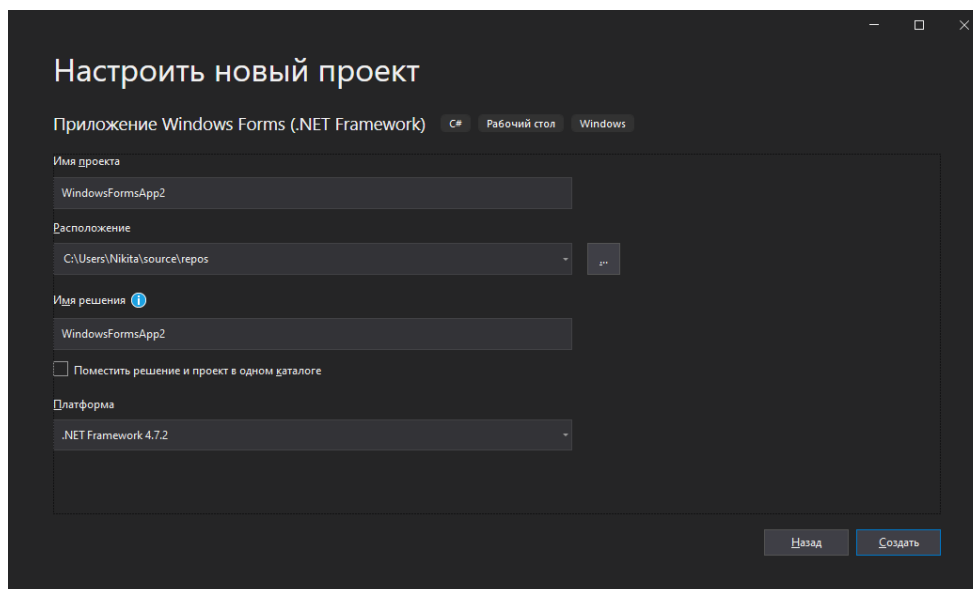 Настроить новый проект
Приложение Windows Forms (.NET Framework) C# Рабочий стол Windows
Имя проекта
WindowsFormsApp2
Расположение
C:\Users\Nikita\source\repos
...
Имя решения
WindowsFormsApp2
Поместить решение и проект в одном каталоге
Платформа
.NET Framework 4.7.2
Назад Создать